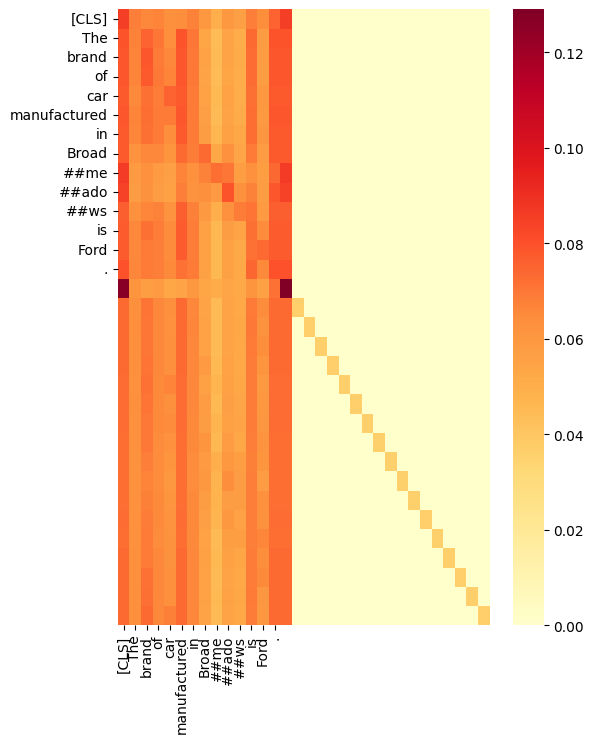 [CLS]
The
brand
of
car
manufactured
in
Broad
##me
##ado
##ws
is
Ford
.
0.12
0.10
0.08
0.06
0.04
0.02
0.00
[CLS]
The
brand
of
car
manufactured
in
Broad
##me
##ado
##ws
is
Ford
.